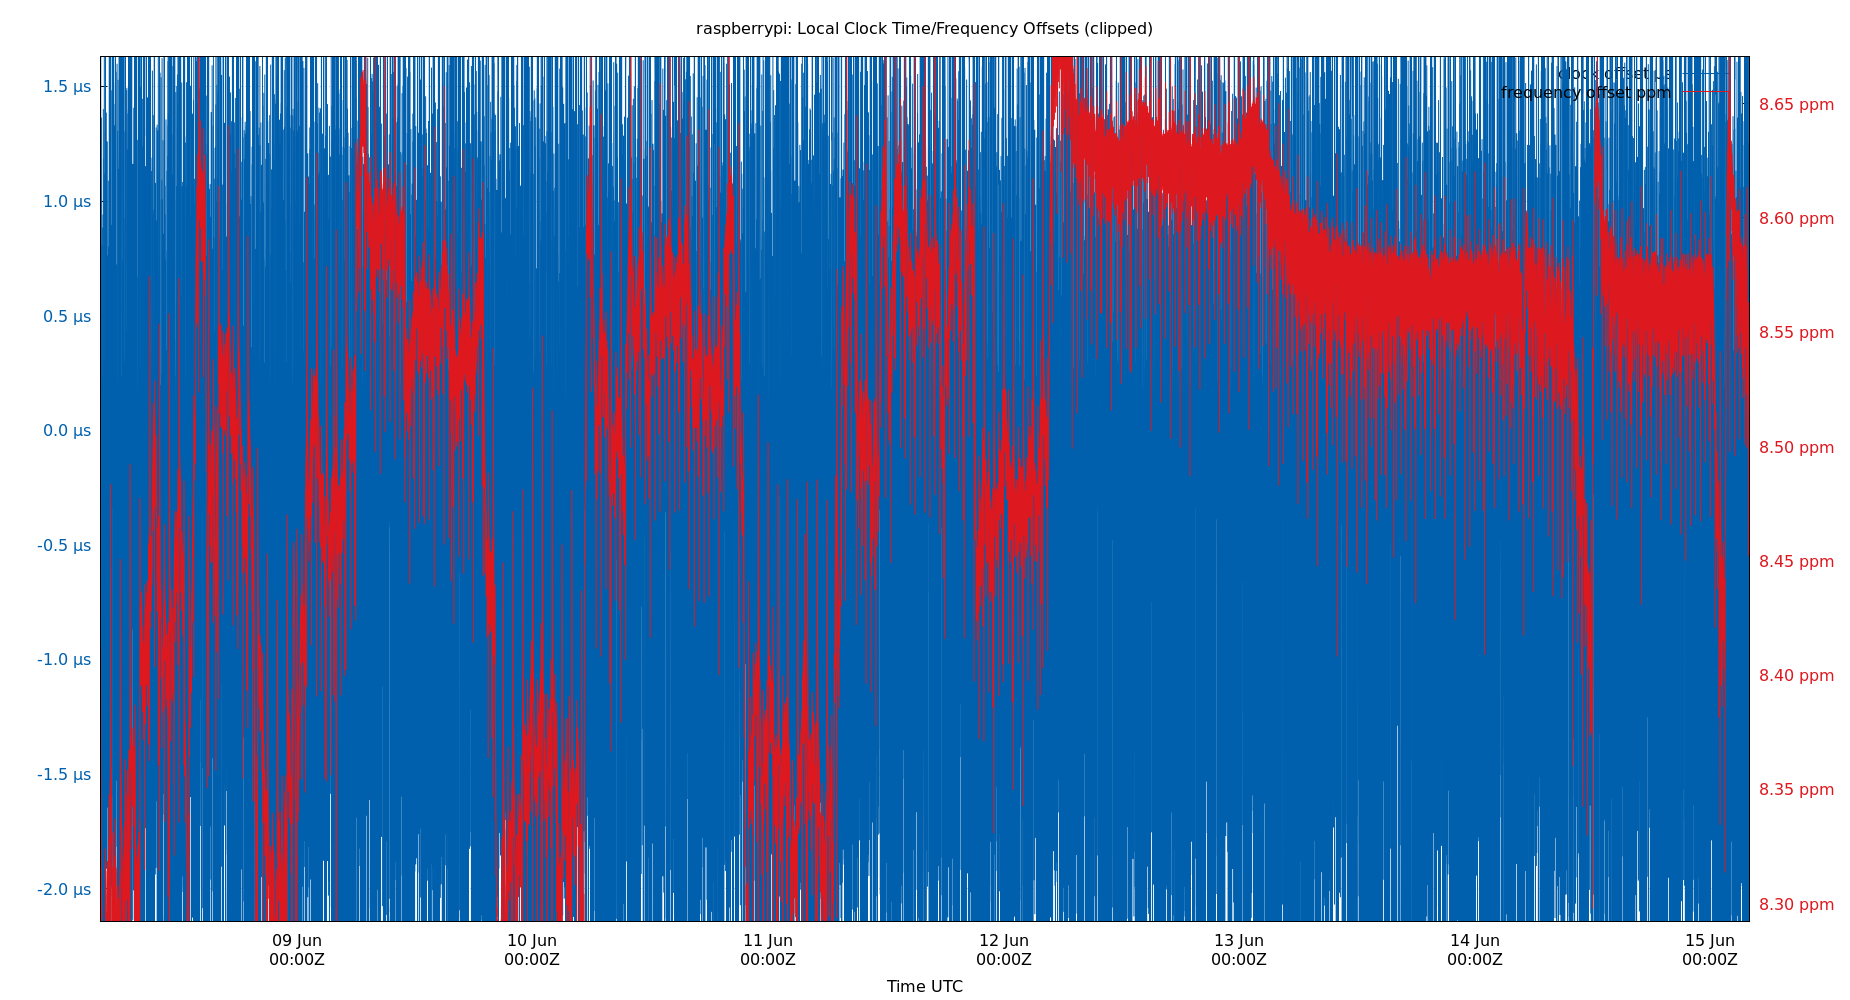 raspberrypi: Local Clock Time/Frequency Offsets (clipped)
clock offset µs
frequency offset ppm
1.5 µs
1.0 µs
0.5 µs
0.0 µs
-0.5 µs
-1.0 µs
-1.5 µs
-2.0 µs
8.65 ppm
8.60 ppm
8.55 ppm
8.50 ppm
8.45 ppm
8.40 ppm
8.35 ppm
8.30 ppm
09 Jun
00:00Z
10 Jun
00:00Z
11 Jun
00:00Z
12 Jun
00:00Z
13 Jun
00:00Z
14 Jun
00:00Z
15 Jun
00:00Z
Time UTC